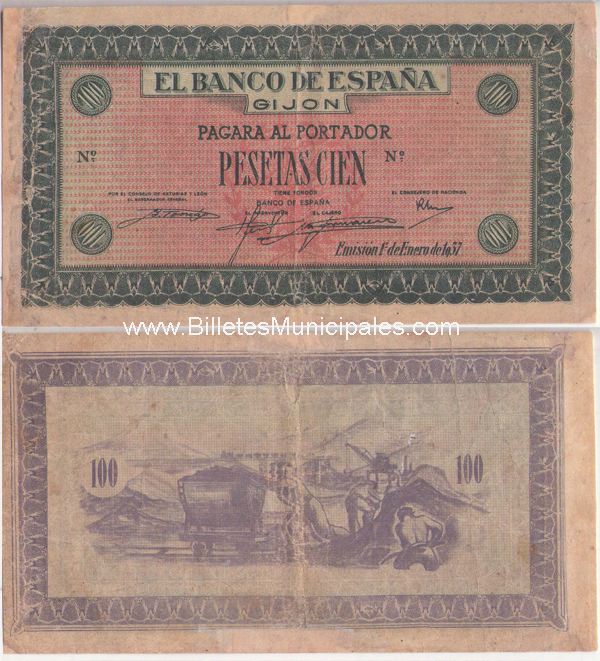 EL BANCO DE ESPAÑA
GIJON
PAGARA AL PORTADOR
Nº. PESETAS CIEN Nº.
POR EL CONSEJO DE ASTURIAS Y LEÓN
EL GOBERNADOR GENERAL
TIENE FONDOS
BANCO DE ESPAÑA
EL INTERVENTOR EL CAJERO
EL CONSEJERO DE HACIENDA
Emisión 1º de Enero de 1937
www.BilletesMunicipales.com
100 100